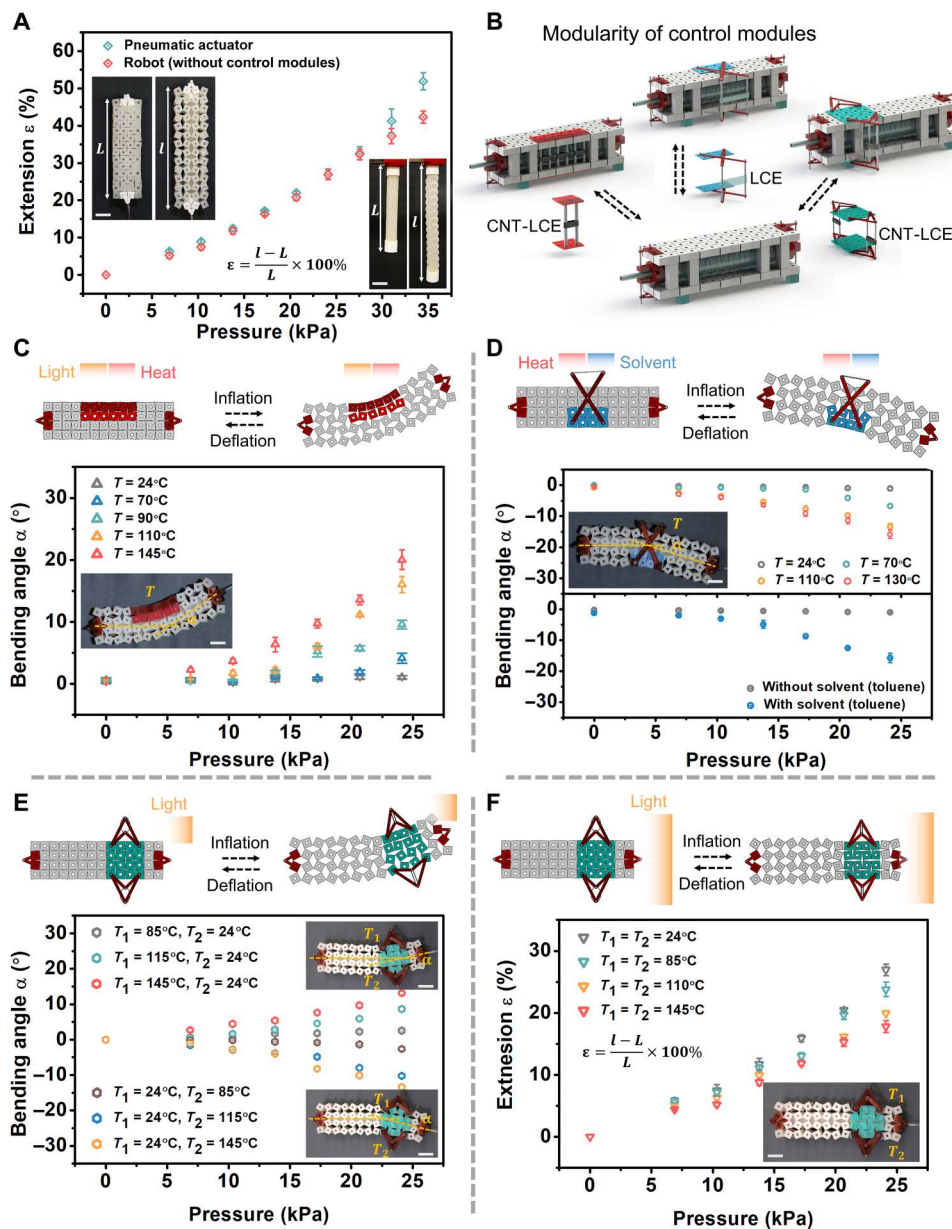 A
Pneumatic actuator
Robot (without control modules)
Extension ε (%)
60
50
40
30
20
10
0
L
l
L
l
ε = l − L / L × 100%
0 5 10 15 20 25 30 35
Pressure (kPa)
B
Modularity of control modules
LCE
CNT-LCE
CNT-LCE
C
Light
Heat
Inflation
Deflation
Bending angle α (°)
30
20
10
0
T = 24°C
T = 70°C
T = 90°C
T = 110°C
T = 145°C
T
α
0 5 10 15 20 25
Pressure (kPa)
D
Heat
Solvent
Inflation
Deflation
Bending angle α (°)
0
−10
−20
−30
T
α
T = 24°C T = 70°C
T = 110°C T = 130°C
0
−10
−20
−30
Without solvent (toluene)
With solvent (toluene)
0 5 10 15 20 25
Pressure (kPa)
E
Light
Inflation
Deflation
Bending angle α (°)
30
20
10
0
−10
−20
−30
T1 = 85°C, T2 = 24°C
T1 = 115°C, T2 = 24°C
T1 = 145°C, T2 = 24°C
T1
α
T2
T1 = 24°C, T2 = 85°C
T1 = 24°C, T2 = 115°C
T1 = 24°C, T2 = 145°C
T1
α
T2
0 5 10 15 20 25
Pressure (kPa)
F
Light
Inflation
Deflation
Extnesion ε (%)
30
20
10
0
T1 = T2 = 24°C
T1 = T2 = 85°C
T1 = T2 = 110°C
T1 = T2 = 145°C
ε = l − L / L × 100%
T1
T2
0 5 10 15 20 25
Pressure (kPa)